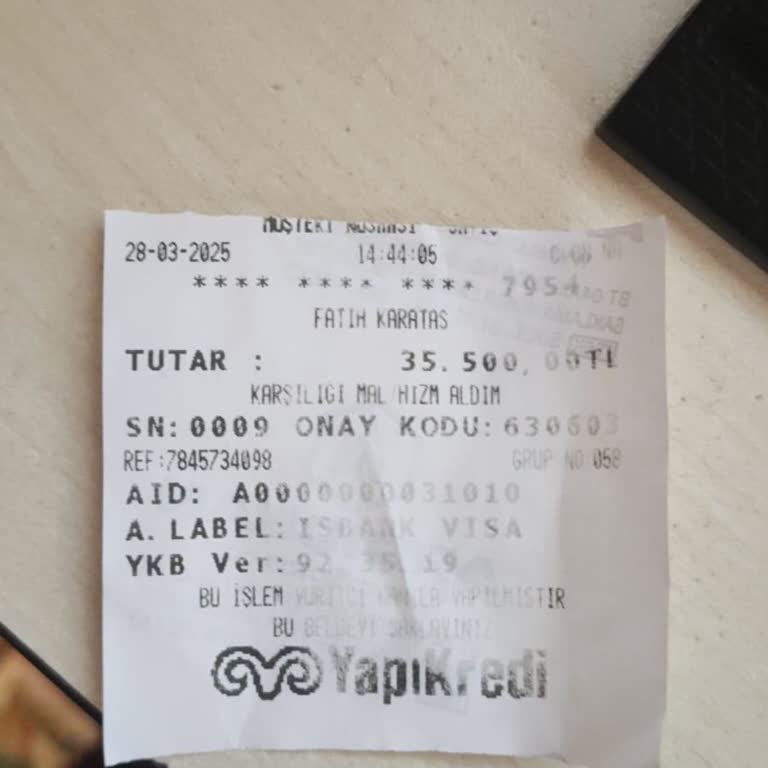 MÜŞTERİ NÜSHASI SATIŞ
28-03-2025 14:44:05
**** **** **** 7954
FATIH KARATAS
TUTAR : 35.500,00TL
KARŞILIĞI MAL/HIZM ALDIM
SN:0009 ONAY KODU:630603
REF:7845734098 GRUP NO 058
AID: A0000000031010
A. LABEL: ISBANK VISA
YKB Ver:92.35.19
BU İŞLEM YURTİÇİ KARTLA YAPILMIŞTIR
BU BELGEYİ SAKLAYINIZ
YapıKredi